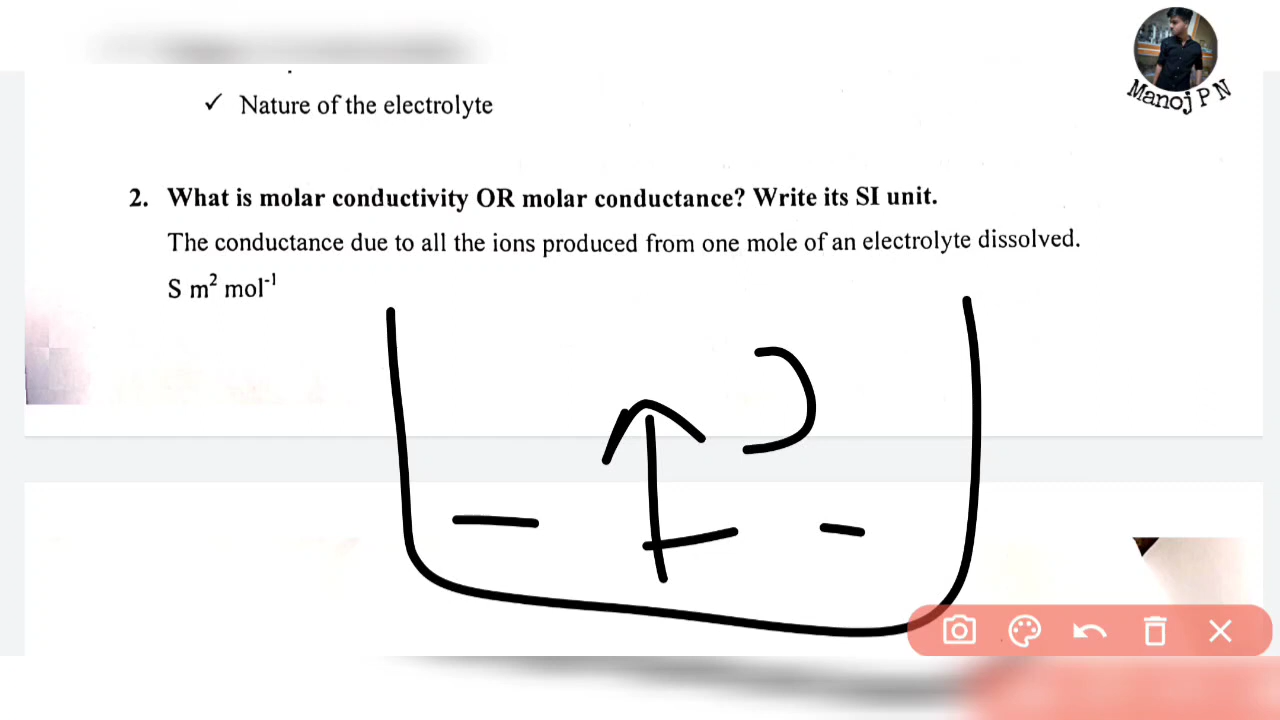 ✓ Nature of the electrolyte
2. What is molar conductivity OR molar conductance? Write its SI unit.
The conductance due to all the ions produced from one mole of an electrolyte dissolved.
S m² mol⁻¹
Manoj P N